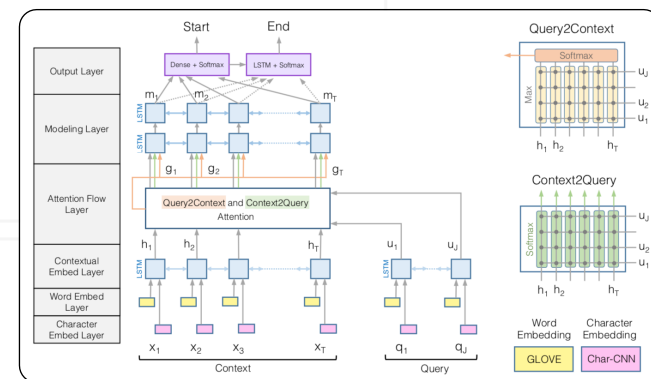 Start End
Query2Context
Output Layer
Dense + Softmax
LSTM + Softmax
Softmax
Max
m1 m2 mT
uJ
u2
u1
h1 h2 hT
Modeling Layer
LSTM
LSTM
g1 g2 gT
Attention Flow
Layer
Query2Context and Context2Query
Attention
Context2Query
Softmax
uJ
u2
u1
h1 h2 hT
h1 h2 hT
u1 uJ
Contextual
Embed Layer
LSTM
LSTM
Word Embed
Layer
Character
Embed Layer
x1 x2 x3 xT
q1 qJ
Context
Query
Word
Embedding
Character
Embedding
GLOVE
Char-CNN